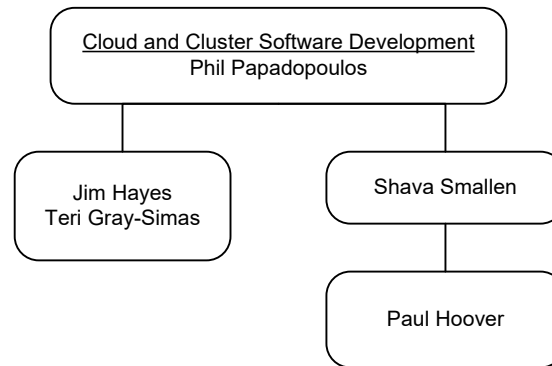 Cloud and Cluster Software Development
Phil Papadopoulos
Jim Hayes
Teri Gray-Simas
Shava Smallen
Paul Hoover